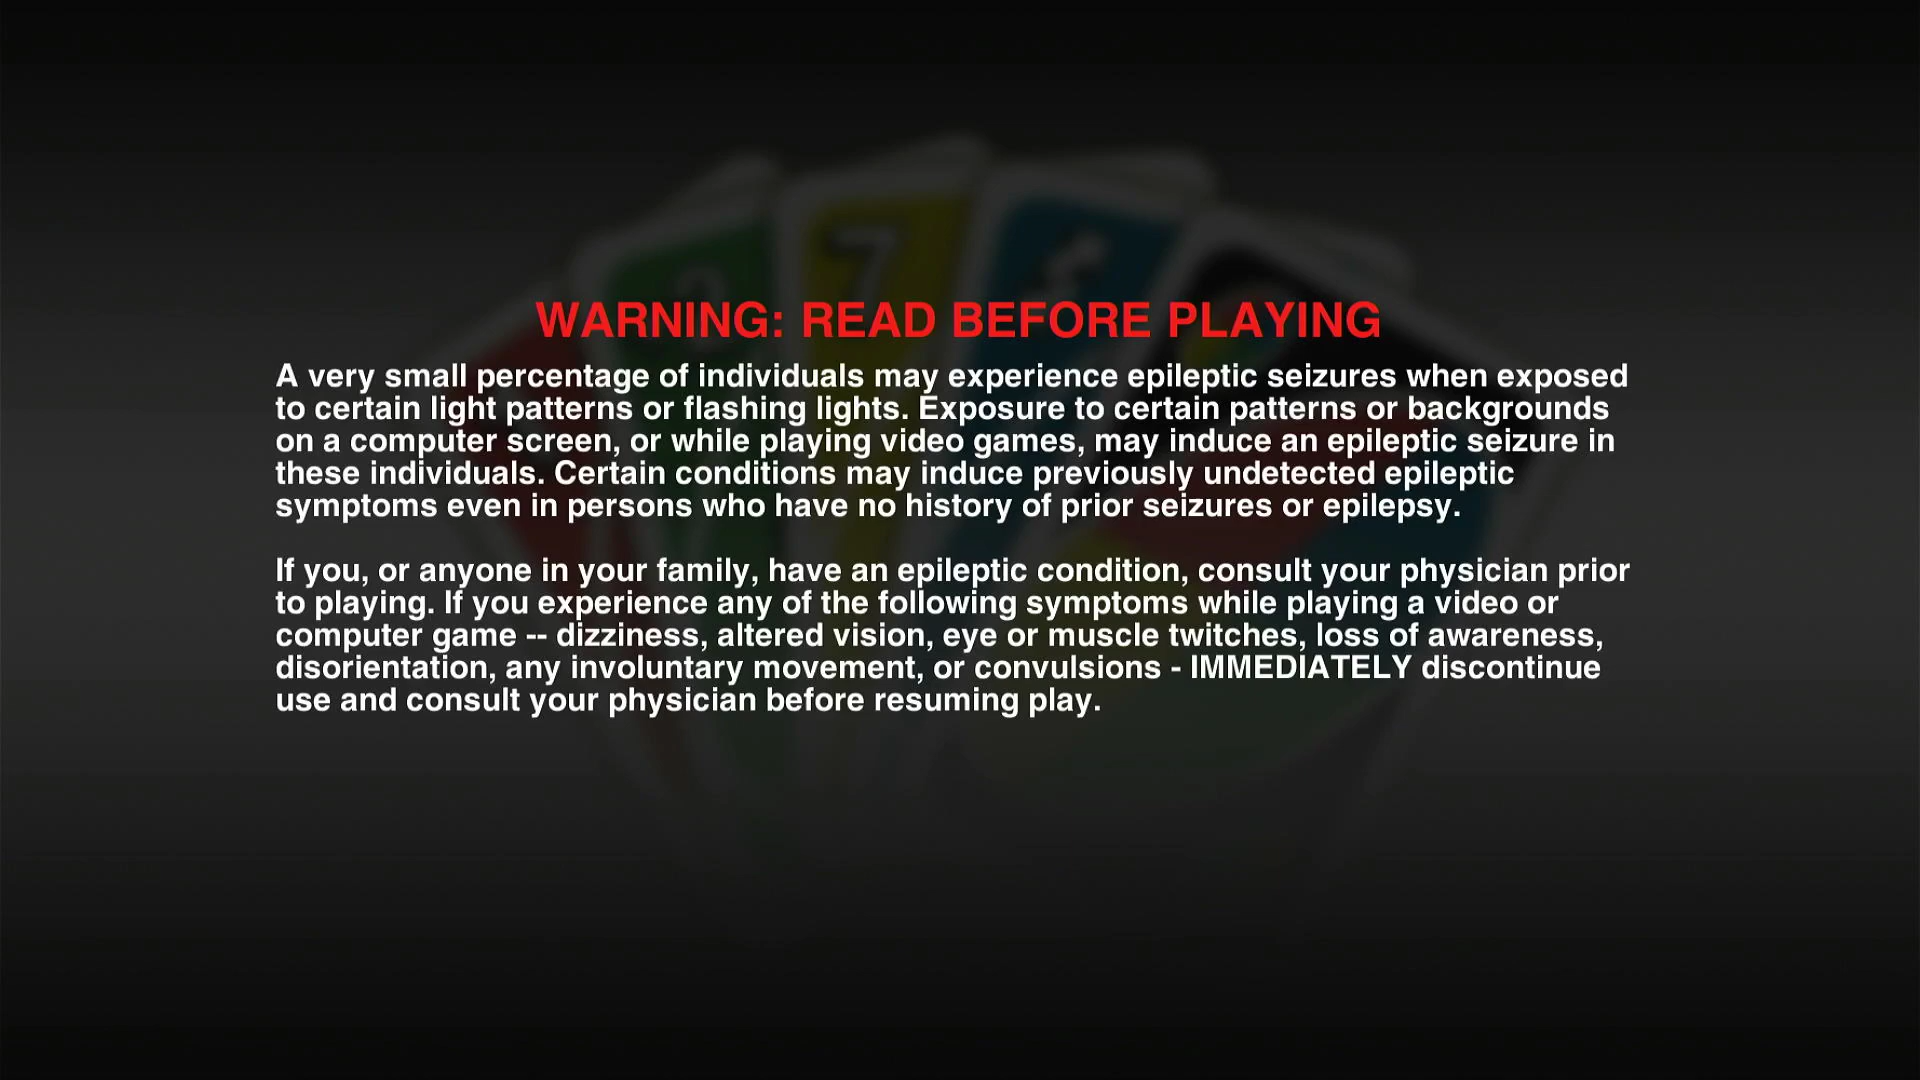 7
WARNING: READ BEFORE PLAYING
A very small percentage of individuals may experience epileptic seizures when exposed
to certain light patterns or flashing lights. Exposure to certain patterns or backgrounds
on a computer screen, or while playing video games, may induce an epileptic seizure in
these individuals. Certain conditions may induce previously undetected epileptic
symptoms even in persons who have no history of prior seizures or epilepsy.
If you, or anyone in your family, have an epileptic condition, consult your physician prior
to playing. If you experience any of the following symptoms while playing a video or
computer game -- dizziness, altered vision, eye or muscle twitches, loss of awareness,
disorientation, any involuntary movement, or convulsions - IMMEDIATELY discontinue
use and consult your physician before resuming play.